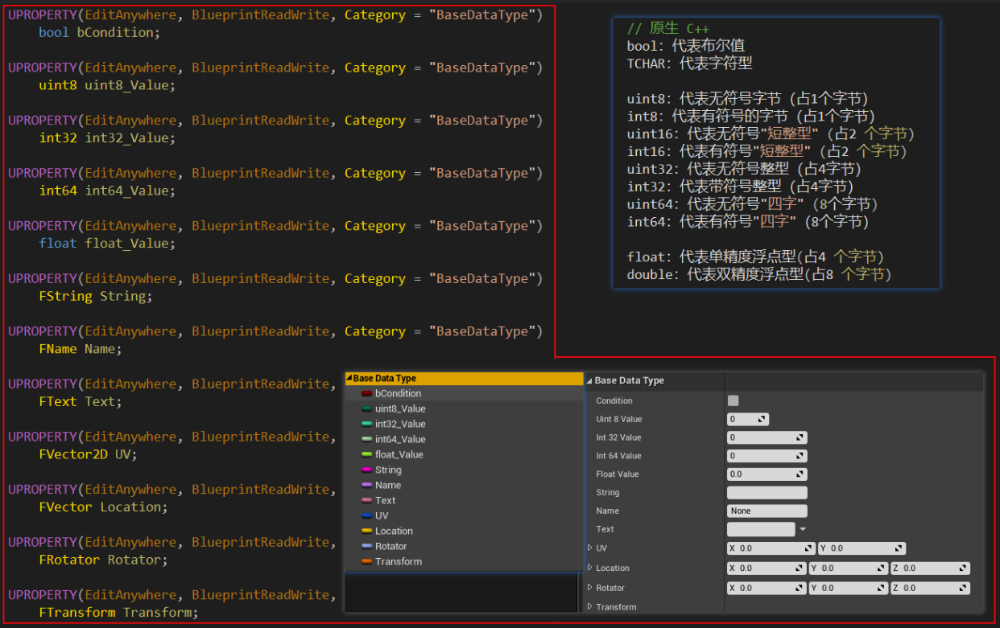 UPROPERTY(EditAnywhere, BlueprintReadWrite, Category = "BaseDataType")
bool bCondition;
UPROPERTY(EditAnywhere, BlueprintReadWrite, Category = "BaseDataType")
uint8 uint8_Value;
UPROPERTY(EditAnywhere, BlueprintReadWrite, Category = "BaseDataType")
int32 int32_Value;
UPROPERTY(EditAnywhere, BlueprintReadWrite, Category = "BaseDataType")
int64 int64_Value;
UPROPERTY(EditAnywhere, BlueprintReadWrite, Category = "BaseDataType")
float float_Value;
UPROPERTY(EditAnywhere, BlueprintReadWrite, Category = "BaseDataType")
FString String;
UPROPERTY(EditAnywhere, BlueprintReadWrite, Category = "BaseDataType")
FName Name;
UPROPERTY(EditAnywhere, BlueprintReadWrite,
FText Text;
UPROPERTY(EditAnywhere, BlueprintReadWrite,
FVector2D UV;
UPROPERTY(EditAnywhere, BlueprintReadWrite,
FVector Location;
UPROPERTY(EditAnywhere, BlueprintReadWrite,
FRotator Rotator;
UPROPERTY(EditAnywhere, BlueprintReadWrite,
FTransform Transform;
// 原生 C++
bool: 代表布尔值
TCHAR: 代表字符型
uint8: 代表无符号字节 (占1个字节)
int8: 代表有符号的字节 (占1个字节)
uint16: 代表无符号"短整型" (占2 个字节)
int16: 代表有符号"短整型" (占2 个字节)
uint32: 代表无符号整型 (占4字节)
int32: 代表带符号整型 (占4字节)
uint64: 代表无符号"四字" (8个字节)
int64: 代表有符号"四字" (8个字节)
float: 代表单精度浮点型(占4 个字节)
double: 代表双精度浮点型(占8 个字节)
Base Data Type
bCondition
uint8_Value
int32_Value
int64_Value
float_Value
String
Name
Text
UV
Location
Rotator
Transform
Base Data Type
Condition
Uint 8 Value 0
Int 32 Value 0
Int 64 Value 0
Float Value 0.0
String
Name None
Text
UV X 0.0 Y 0.0
Location X 0.0 Y 0.0 Z 0.0
Rotator X 0.0 Y 0.0 Z 0.0
Transform